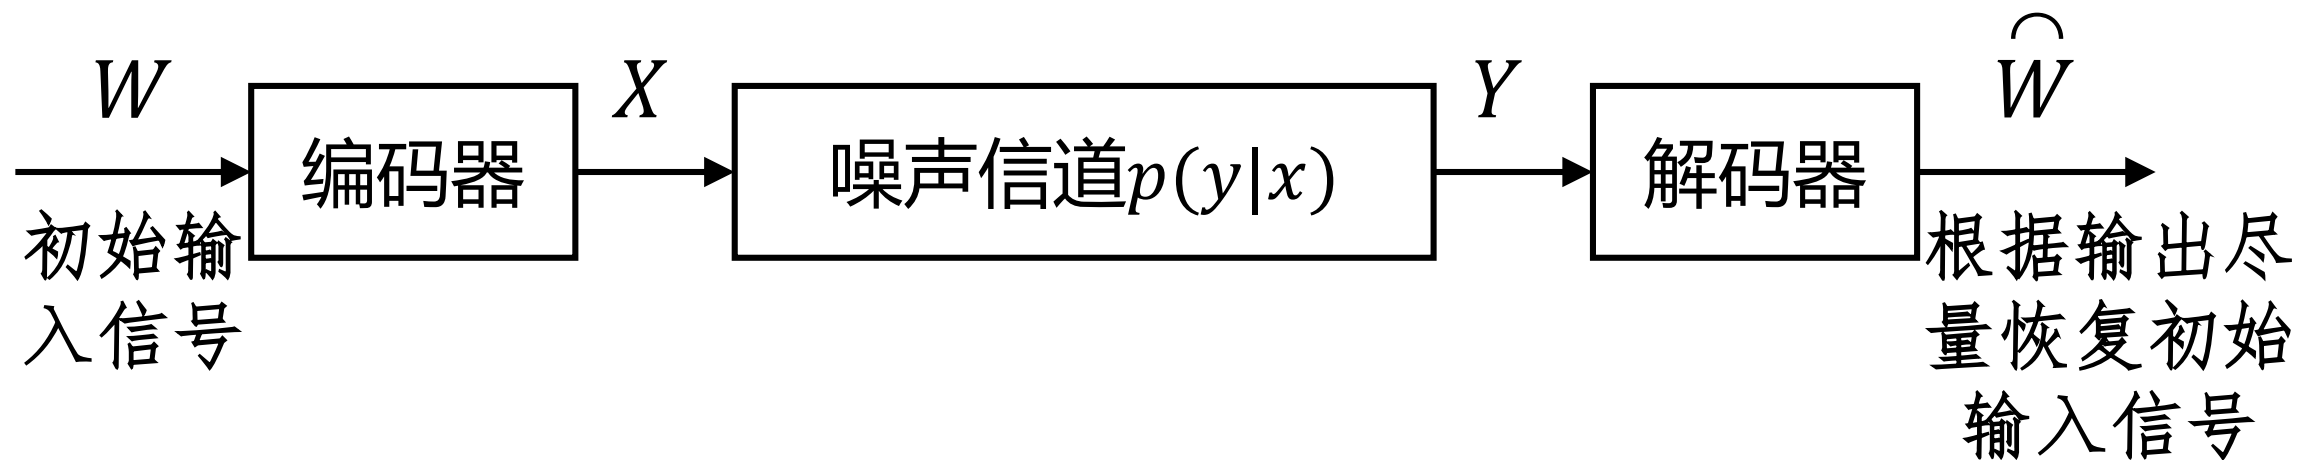 W
编码器
X
噪声信道p(y|x)
Y
解码器
Ŵ
初始输
入信号
根据输出尽
量恢复初始
输入信号